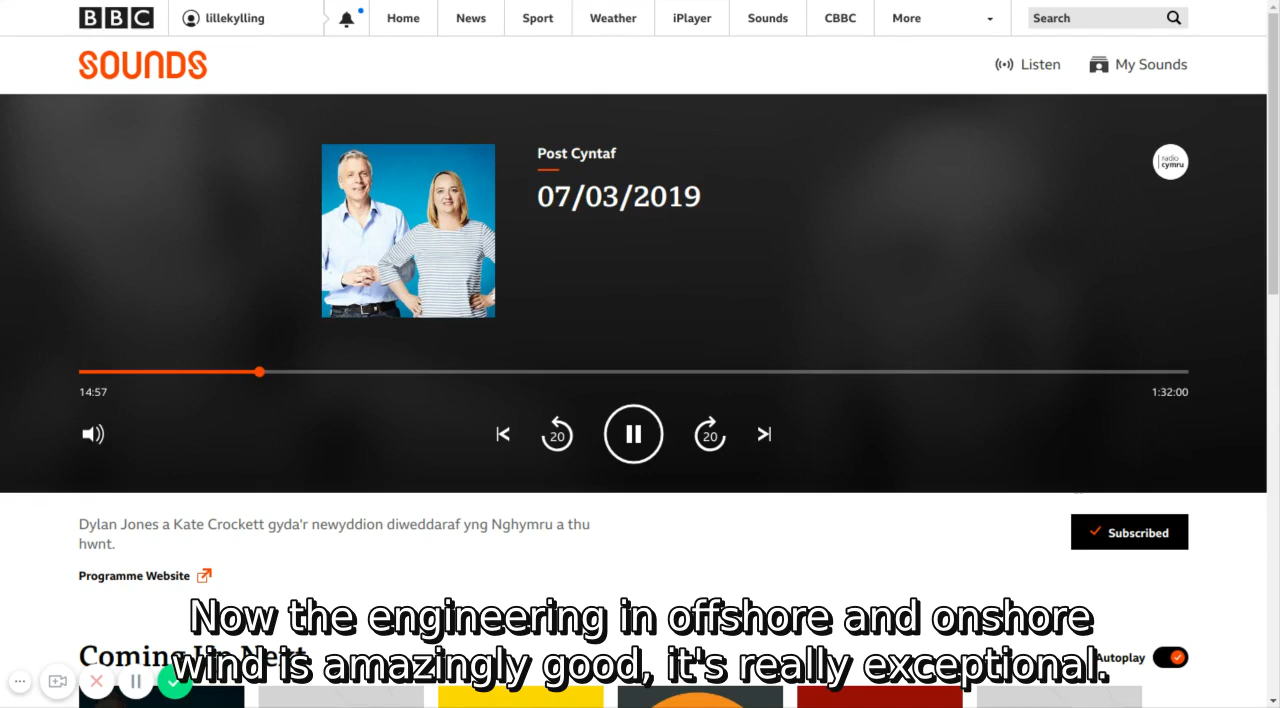 BBC
lillekylling
Home
News
Sport
Weather
iPlayer
Sounds
CBBC
More
Search
SOUNDS
Listen
My Sounds
Post Cyntaf
07/03/2019
radio
cymru
14:57
1:32:00
20
20
Dylan Jones a Kate Crockett gyda'r newyddion diweddaraf yng Nghymru a thu
hwnt.
Subscribed
Programme Website
Now the engineering in offshore and onshore
wind is amazingly good, it's really exceptional.
Coming Up Next
Autoplay